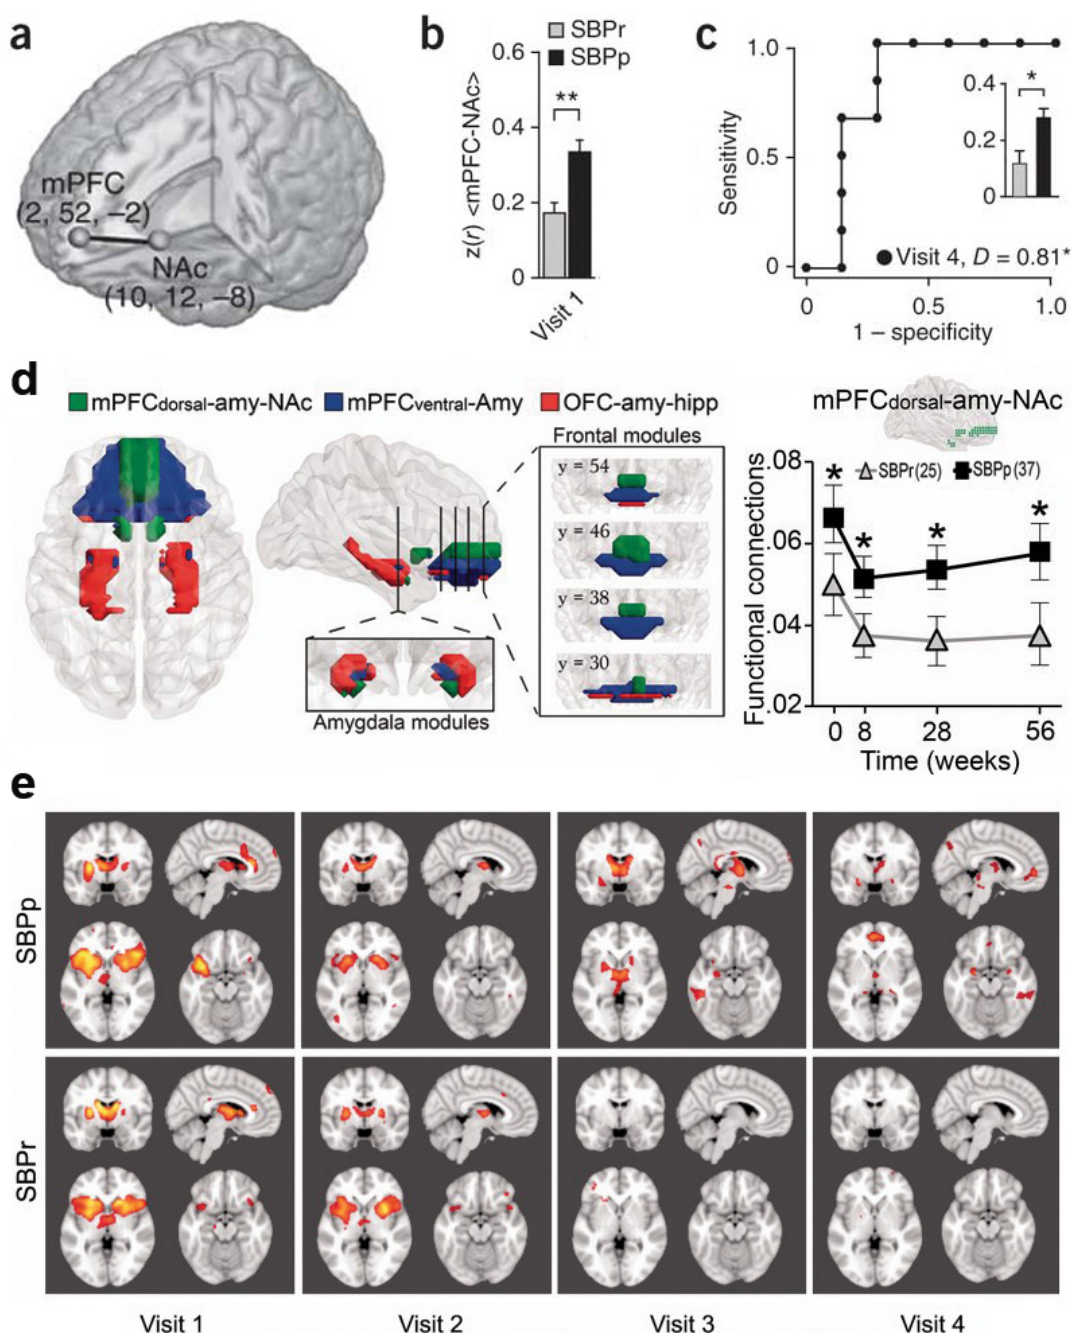 a
mPFC
(2, 52, –2)
NAc
(10, 12, –8)
b
SBPr
SBPp
z(r) <mPFC-NAc>
0.6
0.4
0.2
0
**
Visit 1
c
Sensitivity
1.0
0.5
0
0.4
0.2
0
*
Visit 4, D = 0.81*
0
0.5
1.0
1 – specificity
d
mPFCdorsal-amy-NAc
mPFCventral-Amy
OFC-amy-hipp
Frontal modules
y = 54
y = 46
y = 38
y = 30
Amygdala modules
mPFCdorsal-amy-NAc
SBPr(25)
SBPp(37)
Functional connections
.08
.06
.04
.02
*
*
*
*
0
8
28
56
Time (weeks)
e
SBPp
SBPr
Visit 1
Visit 2
Visit 3
Visit 4